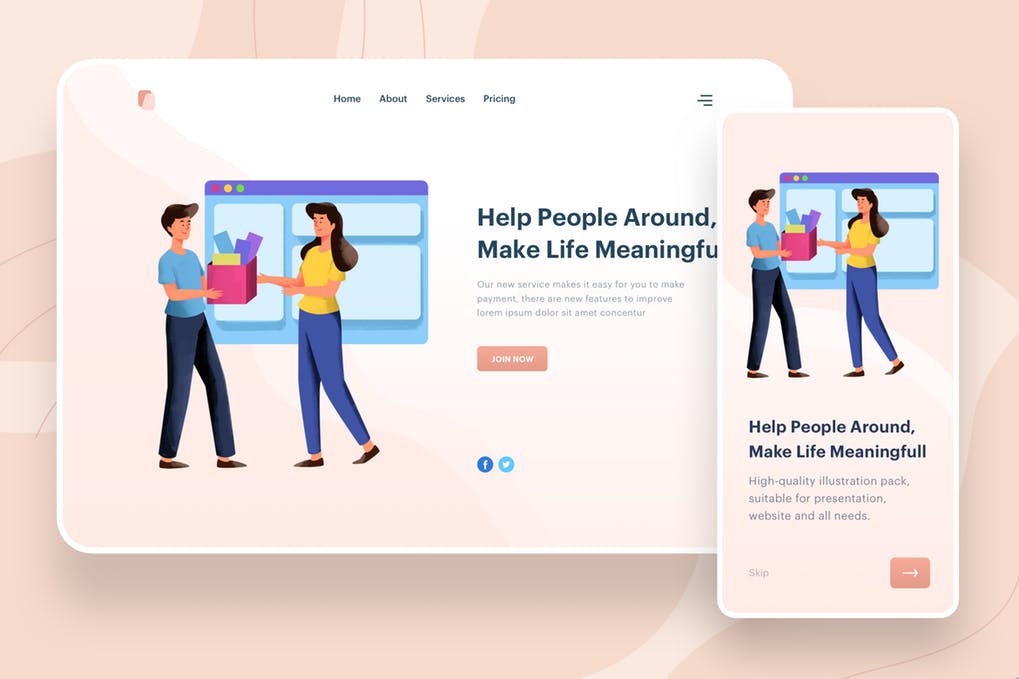 Home About Services Pricing
Help People Around,
Make Life Meaningfu
Our new service makes it easy for you to make
payment, there are new features to improve
lorem ipsum dolor sit amet concentur
JOIN NOW
Help People Around,
Make Life Meaningfull
High-quality illustration pack,
suitable for presentation,
website and all needs.
Skip